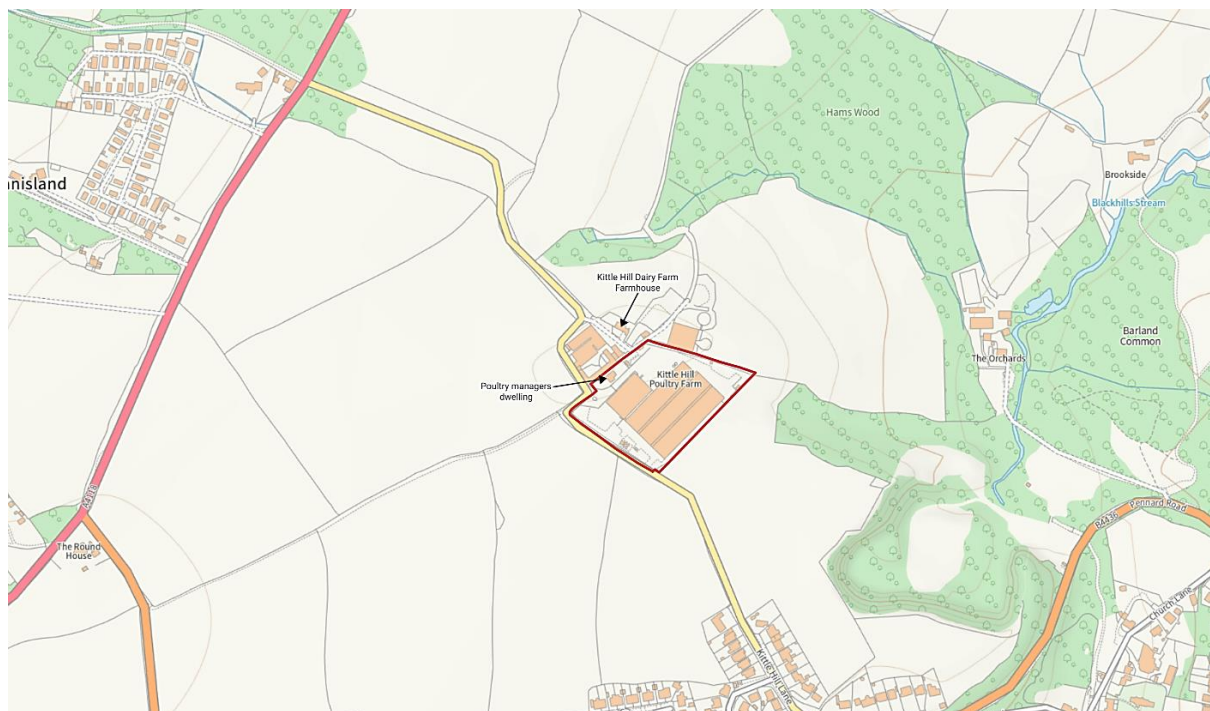 Hams Wood
Brookside
nnisland
Blackhills Stream
Kittle Hill Dairy Farm
Farmhouse
Barland
Common
The Orchards
Kittle Hill
Poultry Farm
Poultry managers
dwelling
A4118
Pennard Road
B4436
The Round
House
Church Lane
Kittle Hill Lane